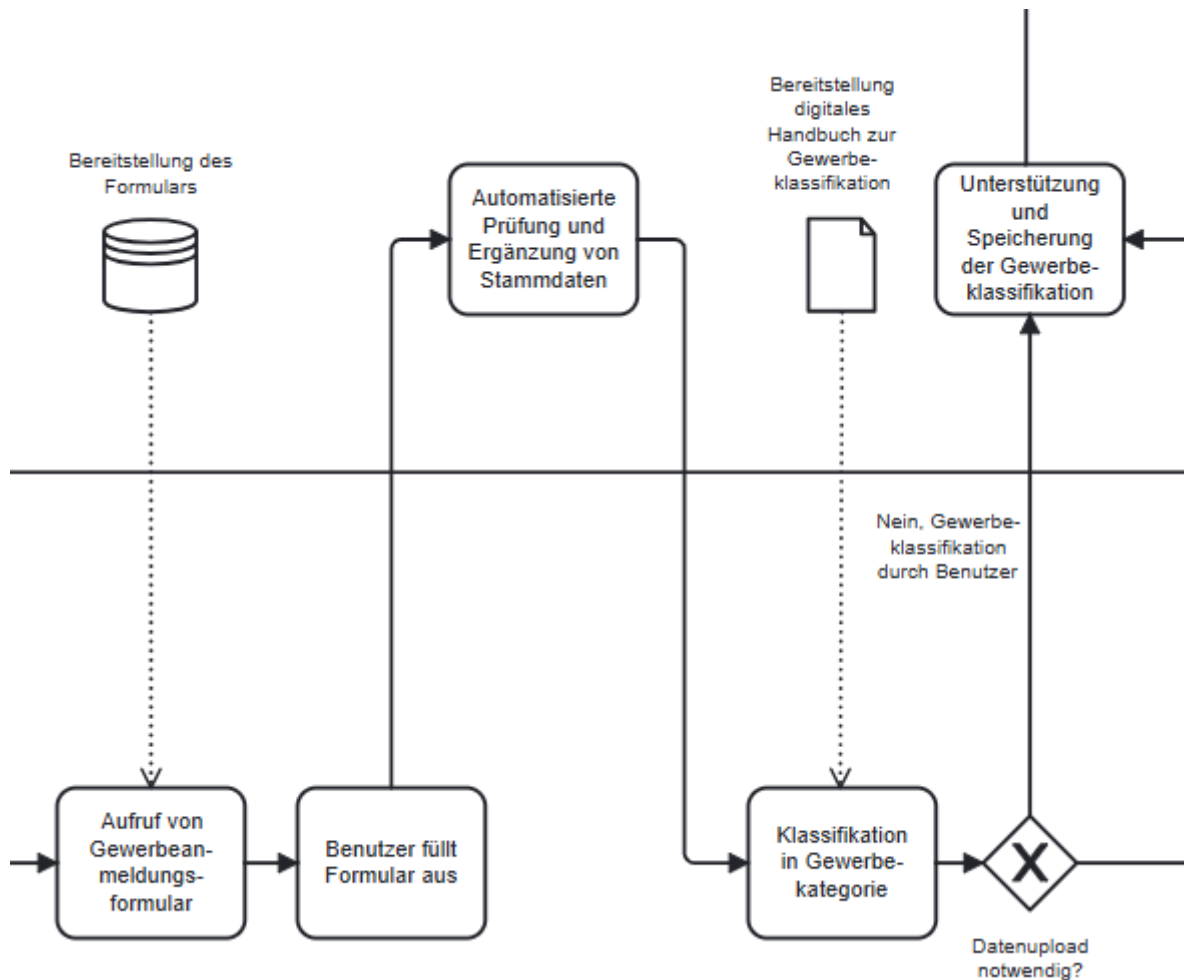 Bereitstellung des
Formulars
Automatisierte
Prüfung und
Ergänzung von
Stammdaten
Bereitstellung
digitales
Handbuch zur
Gewerbe-
klassifikation
Unterstützung
und
Speicherung
der Gewerbe-
klassifikation
Nein, Gewerbe-
klassifikation
durch Benutzer
Aufruf von
Gewerbean-
meldungs-
formular
Benutzer füllt
Formular aus
Klassifikation
in Gewerbe-
kategorie
X
Datenupload
notwendig?